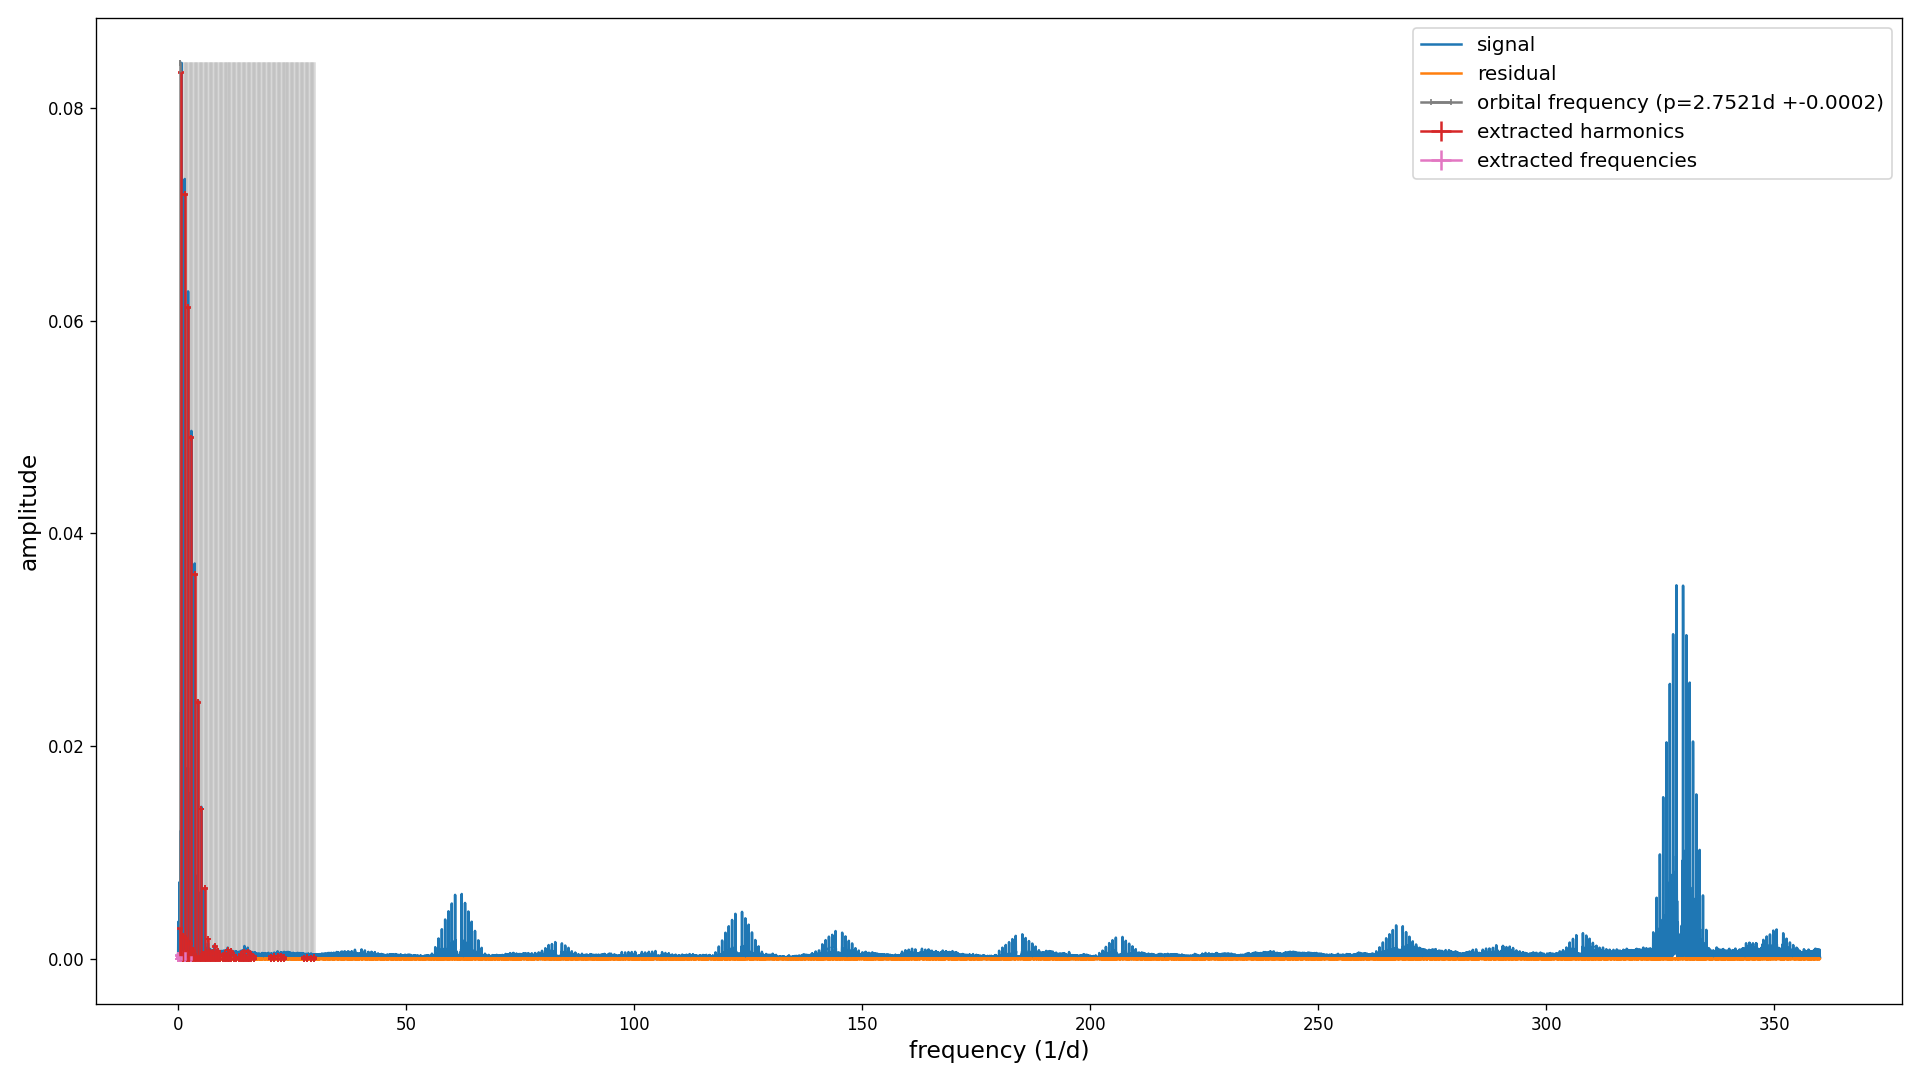 signal
residual
orbital frequency (p=2.7521d +-0.0002)
extracted harmonics
extracted frequencies
amplitude
0.08
0.06
0.04
0.02
0.00
0 50 100 150 200 250 300 350
frequency (1/d)